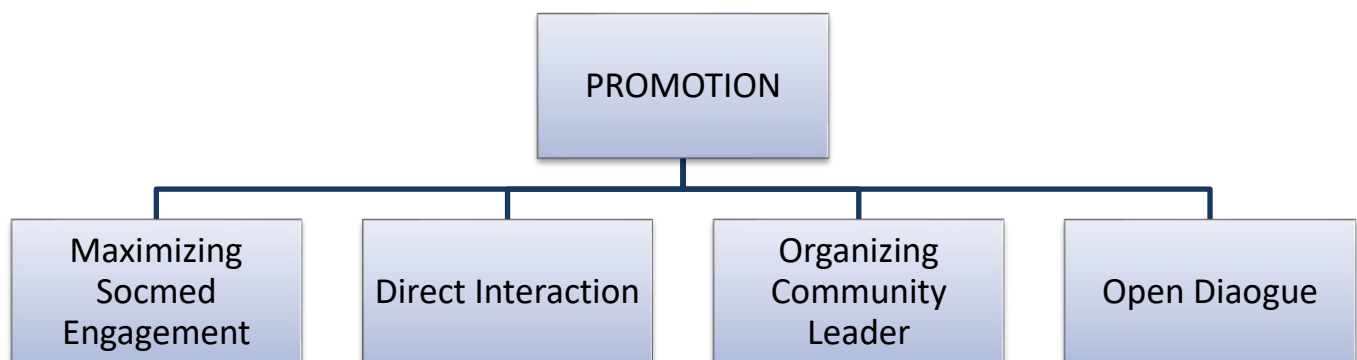 PROMOTION
Maximizing
Socmed
Engagement
Direct Interaction
Organizing
Community
Leader
Open Diaogue